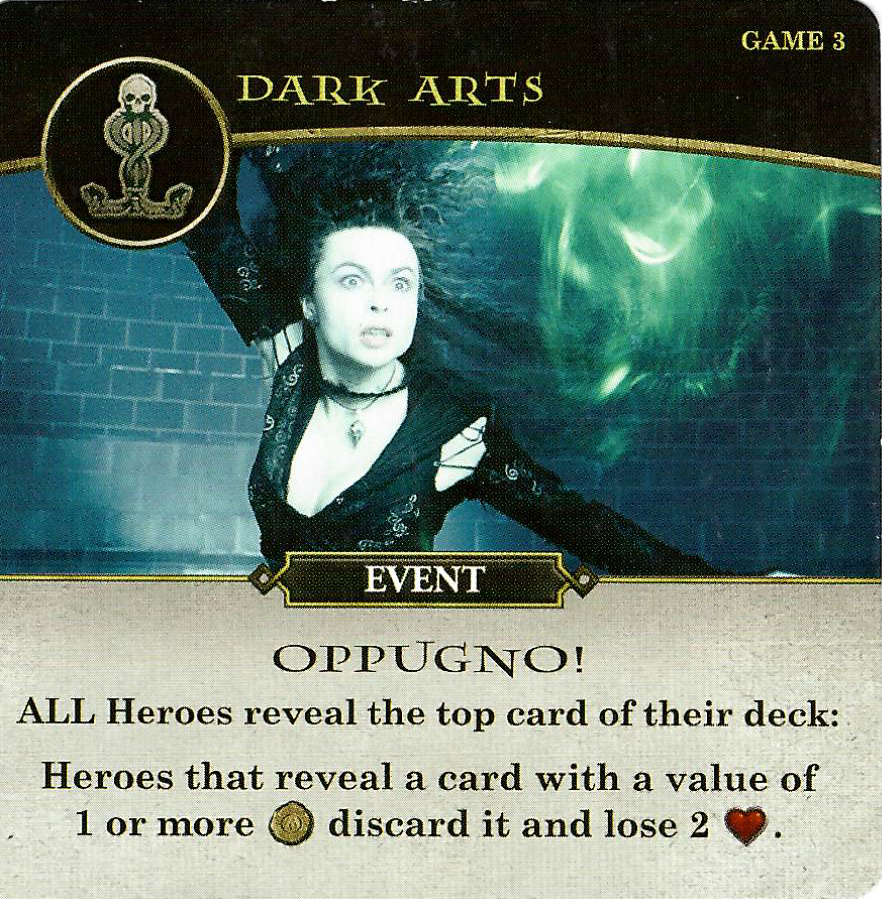 GAME 3
DARK ARTS
EVENT
OPPUGNO!
ALL Heroes reveal the top card of their deck:
Heroes that reveal a card with a value of
1 or more discard it and lose 2 .